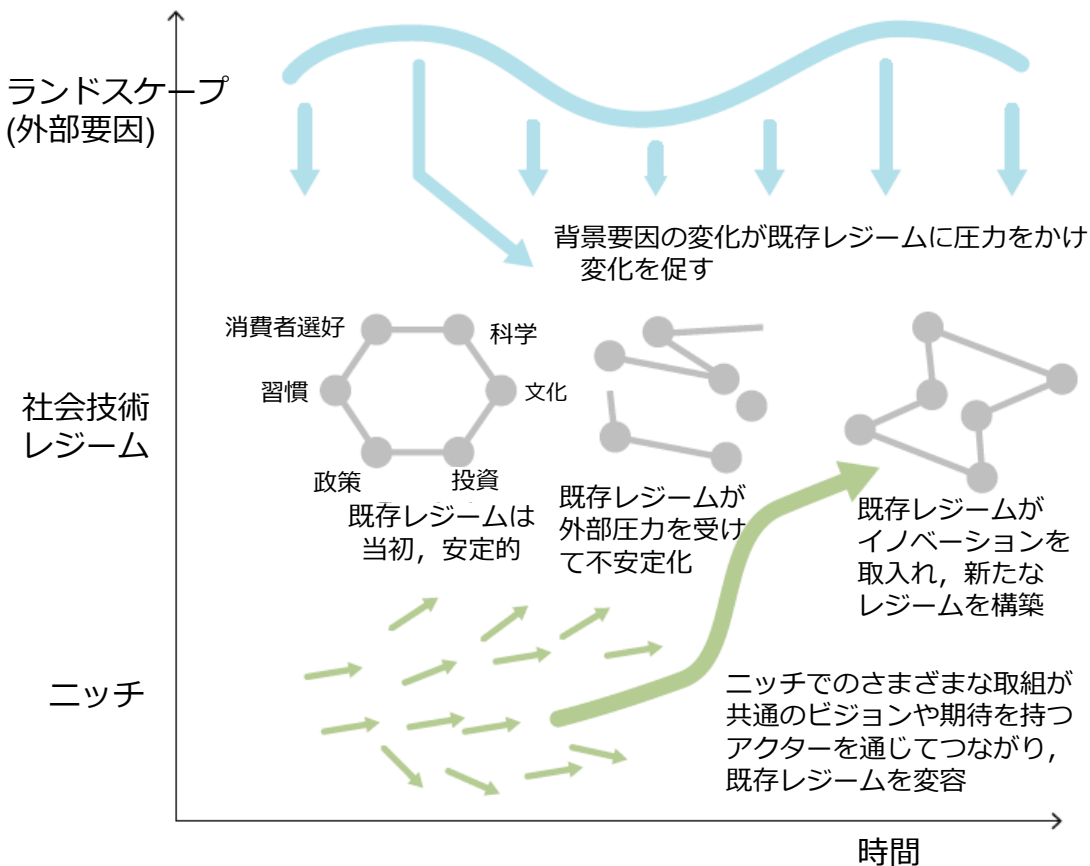 ランドスケープ
(外部要因)
背景要因の変化が既存レジームに圧力をかけ
変化を促す
消費者選好
科学
習慣
文化
政策
投資
社会技術
レジーム
既存レジームは
当初，安定的
既存レジームが
外部圧力を受け
て不安定化
既存レジームが
イノベーションを
取入れ，新たな
レジームを構築
ニッチ
ニッチでのさまざまな取組が
共通のビジョンや期待を持つ
アクターを通じてつながり，
既存レジームを変容
時間